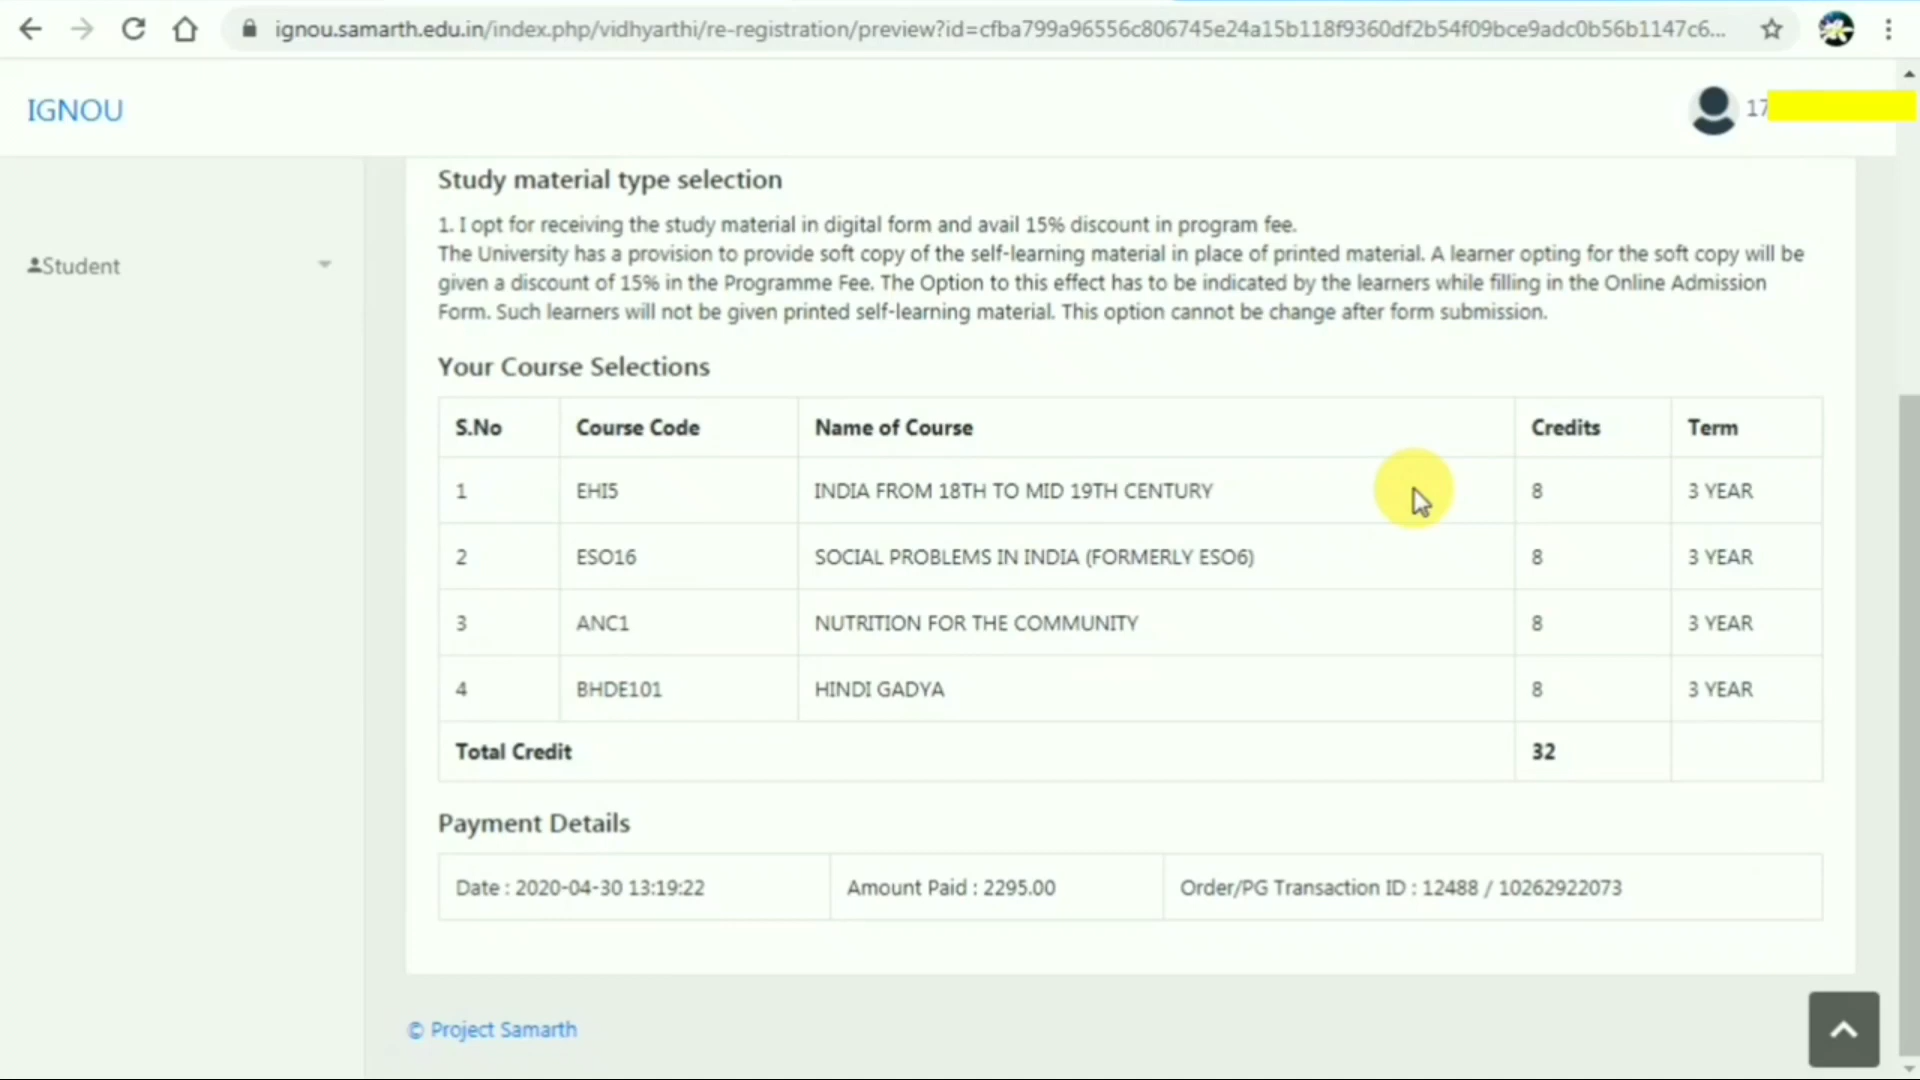 ignou.samarth.edu.in/index.php/vidhyarthi/re-registration/preview?id=cfba799a96556c806745e24a15b118f9360df2b54f09bce9adc0b56b1147c6...
IGNOU
17
Student
Study material type selection
1. I opt for receiving the study material in digital form and avail 15% discount in program fee.
The University has a provision to provide soft copy of the self-learning material in place of printed material. A learner opting for the soft copy will be
given a discount of 15% in the Programme Fee. The Option to this effect has to be indicated by the learners while filling in the Online Admission
Form. Such learners will not be given printed self-learning material. This option cannot be change after form submission.
Your Course Selections
S.No Course Code Name of Course Credits Term
1 EHI5 INDIA FROM 18TH TO MID 19TH CENTURY 8 3 YEAR
2 ESO16 SOCIAL PROBLEMS IN INDIA (FORMERLY ESO6) 8 3 YEAR
3 ANC1 NUTRITION FOR THE COMMUNITY 8 3 YEAR
4 BHDE101 HINDI GADYA 8 3 YEAR
Total Credit 32
Payment Details
Date : 2020-04-30 13:19:22 Amount Paid : 2295.00 Order/PG Transaction ID : 12488 / 10262922073
© Project Samarth